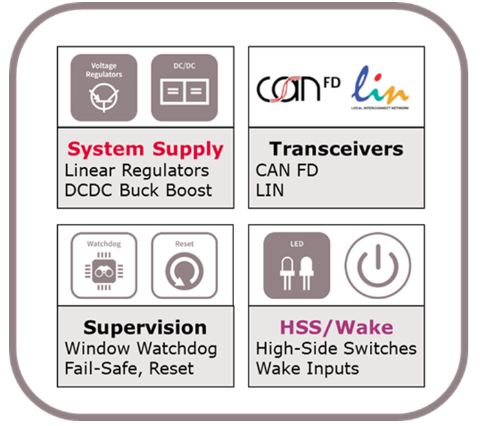 Voltage
Regulators
DC/DC
System Supply
Linear Regulators
DCDC Buck Boost
CAN FD
lin
LOCAL INTERCONNECT NETWORK
Transceivers
CAN FD
LIN
Watchdog
Reset
Supervision
Window Watchdog
Fail-Safe, Reset
LED
HSS/Wake
High-Side Switches
Wake Inputs